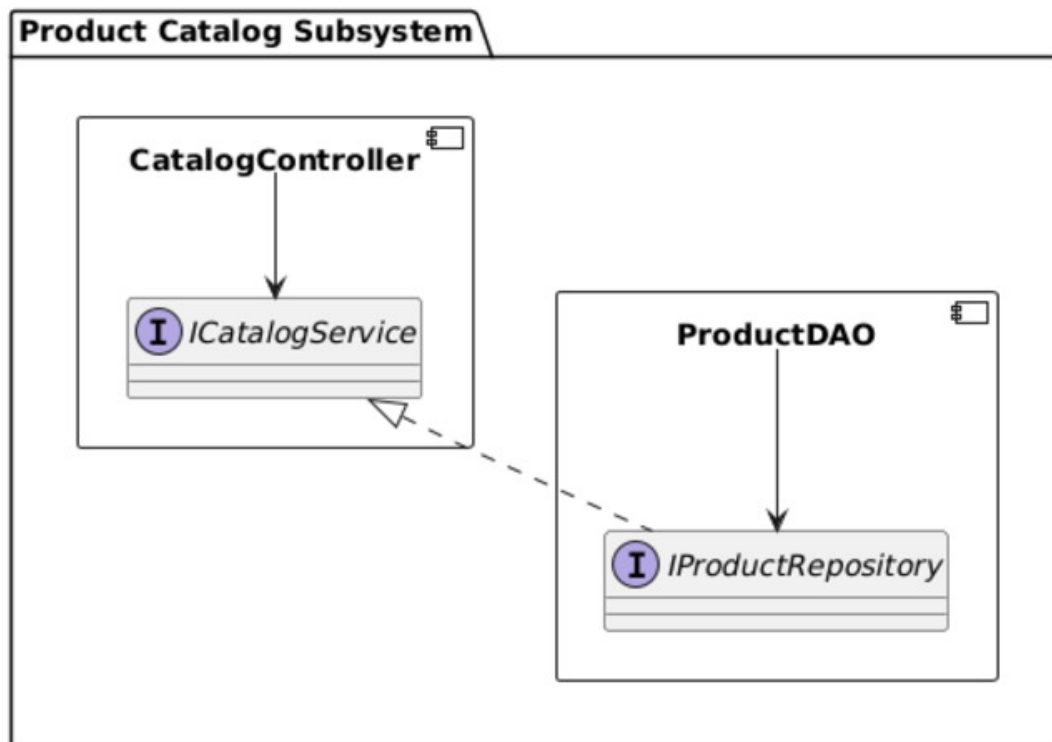 Product Catalog Subsystem
CatalogController
I ICatalogService
ProductDAO
I IProductRepository